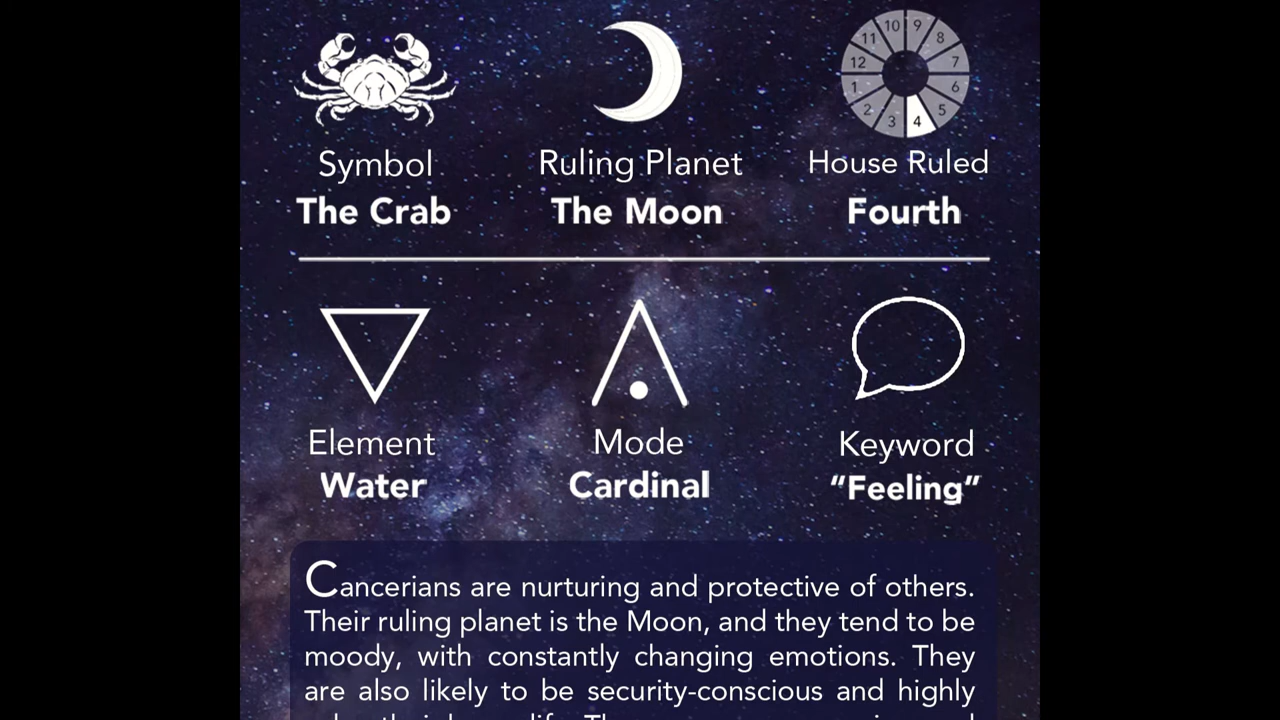 10 9
11 8
12 7
1 6
2 5
3 4
Symbol Ruling Planet House Ruled
The Crab The Moon Fourth
Element Mode Keyword
Water Cardinal “Feeling”
Cancerians are nurturing and protective of others.
Their ruling planet is the Moon, and they tend to be
moody, with constantly changing emotions. They
are also likely to be security-conscious and highly